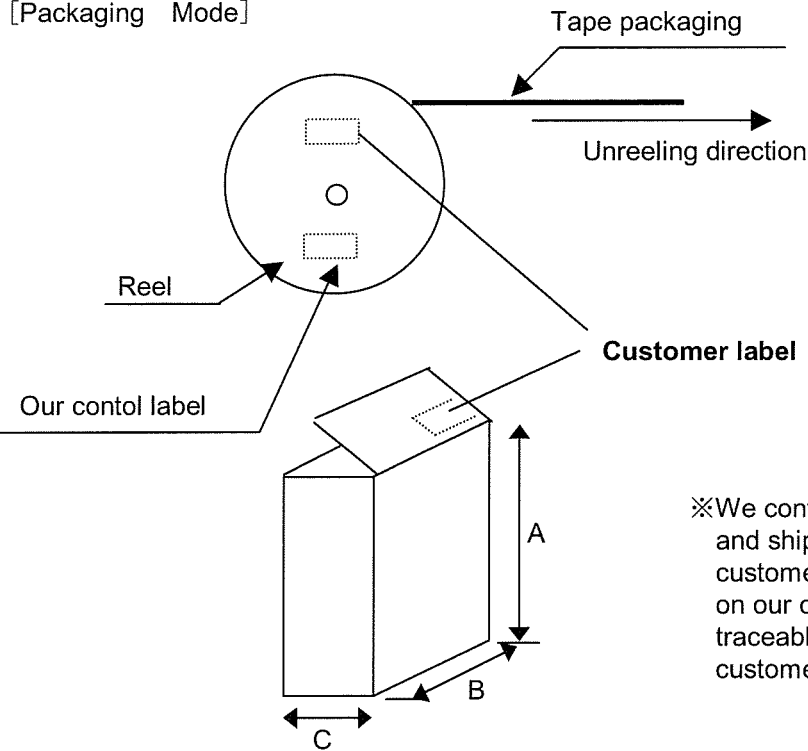 [Packaging Mode]
Tape packaging
Unreeling direction
Reel
Customer label
Our contol label
A
※We
and
on our
B
C